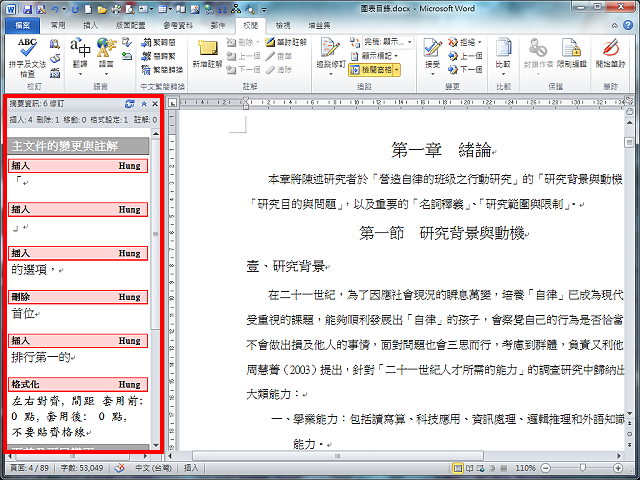 圖表目錄.docx - Microsoft Word
檔案 常用 插入 版面配置 參考資料 郵件 校閱 檢視 增益集
ABC
拼字及文法檢查
校訂
翻譯 語言
語言
繁轉簡
簡轉繁
繁簡轉換
中文繁簡轉換
新增註解
刪除
上一個
下一個
筆跡註解
畫筆
清除
註解
追蹤修訂
完稿: 顯示...
顯示標記
檢閱窗格
追蹤
接受
拒絕
上一個
下一個
變更
比較
比較
封鎖作者 限制編輯
保護
開始筆跡
筆跡
摘要資訊: 6 修訂
插入: 4 刪除: 1 移動: 0 格式設定: 1 註解: 0
主文件的變更與註解
插入 Hung
「
插入 Hung
」
插入 Hung
的選項，
刪除 Hung
首位
插入 Hung
排行第一的
格式化 Hung
左右對齊, 間距 套用前:
0 點, 套用後: 0 點,
不要貼齊格線
第一章 緒論
本章將陳述研究者於「營造自律的班級之行動研究」的「研究背景與動機
「研究目的與問題」，以及重要的「名詞釋義」、「研究範圍與限制」。
第一節 研究背景與動機
壹、研究背景
在二十一世紀，為了因應社會現況的瞬息萬變，培養「自律」已成為現代
受重視的課題，能夠順利發展出「自律」的孩子，會察覺自己的行為是否恰當
不會做出損及他人的事情，面對問題也會三思而行，考慮到群體，負責又利他
周慧菁（2003）提出，針對「二十一世紀人才所需的能力」的調查研究中歸納出
大類能力：
一、學業能力：包括讀寫算、科技應用、資訊處理、邏輯推理和外語知識
能力。
頁面: 4 / 89 字數: 53,049 中文 (台灣) 插入 110%